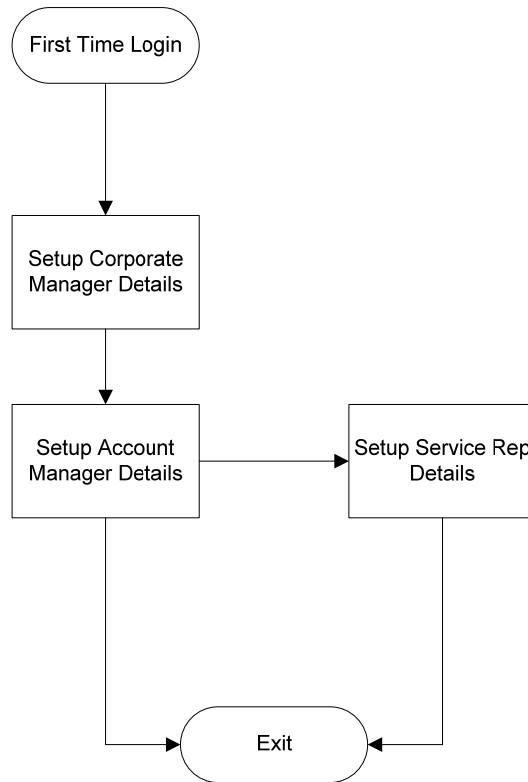 First Time Login
Setup Corporate
Manager Details
Setup Account
Manager Details
Setup Service Rep
Details
Exit